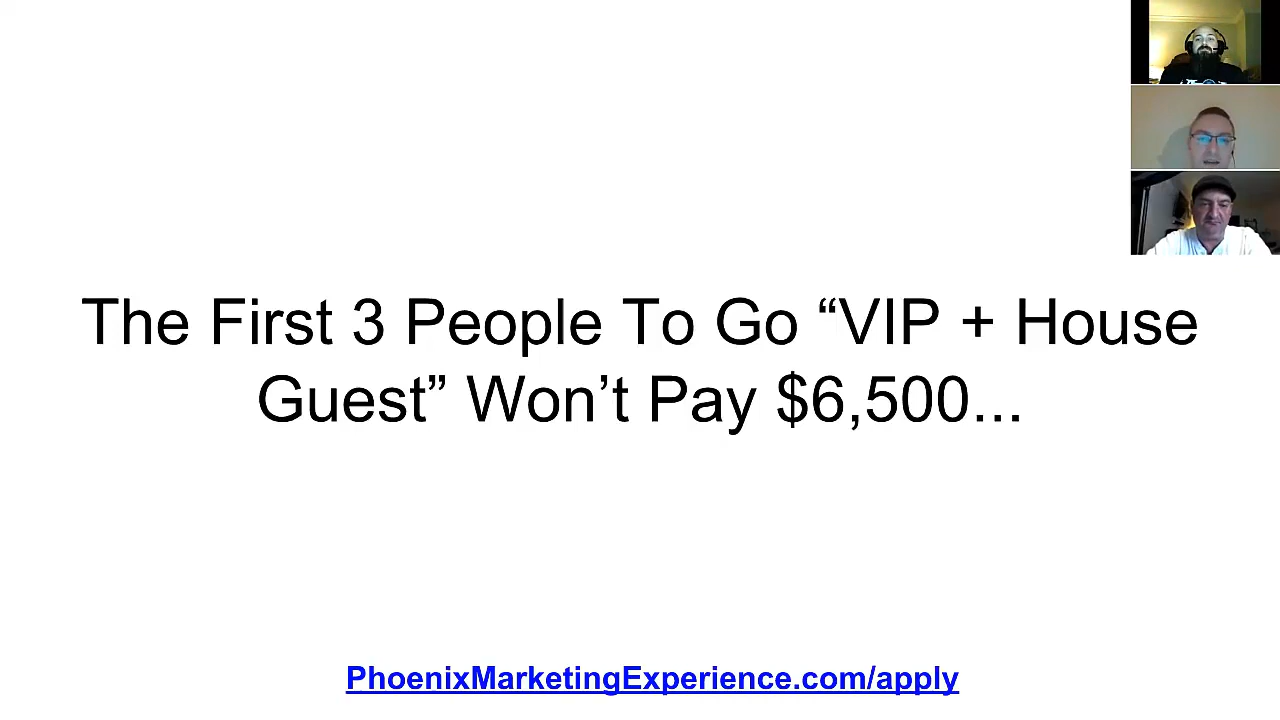 The First 3 People To Go “VIP + House
Guest” Won’t Pay $6,500...
PhoenixMarketingExperience.com/apply